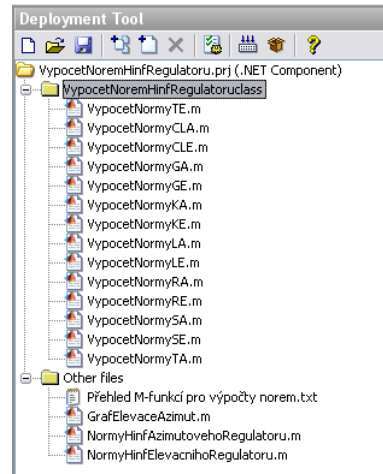 Deployment Tool
VypocetNoremHinfRegulatoru.prj (.NET Component)
VypocetNoremHinfRegulatoruclass
VypocetNormyTE.m
VypocetNormyCLA.m
VypocetNormyCLE.m
VypocetNormyGA.m
VypocetNormyGE.m
VypocetNormyKA.m
VypocetNormyKE.m
VypocetNormyLA.m
VypocetNormyLE.m
VypocetNormyRA.m
VypocetNormyRE.m
VypocetNormySA.m
VypocetNormySE.m
VypocetNormyTA.m
Other files
Přehled M-funkcí pro výpočty norem.txt
GrafElevaceAzimut.m
NormyHinfAzimutovehoRegulatoru.m
NormyHinfElevacnihoRegulatoru.m